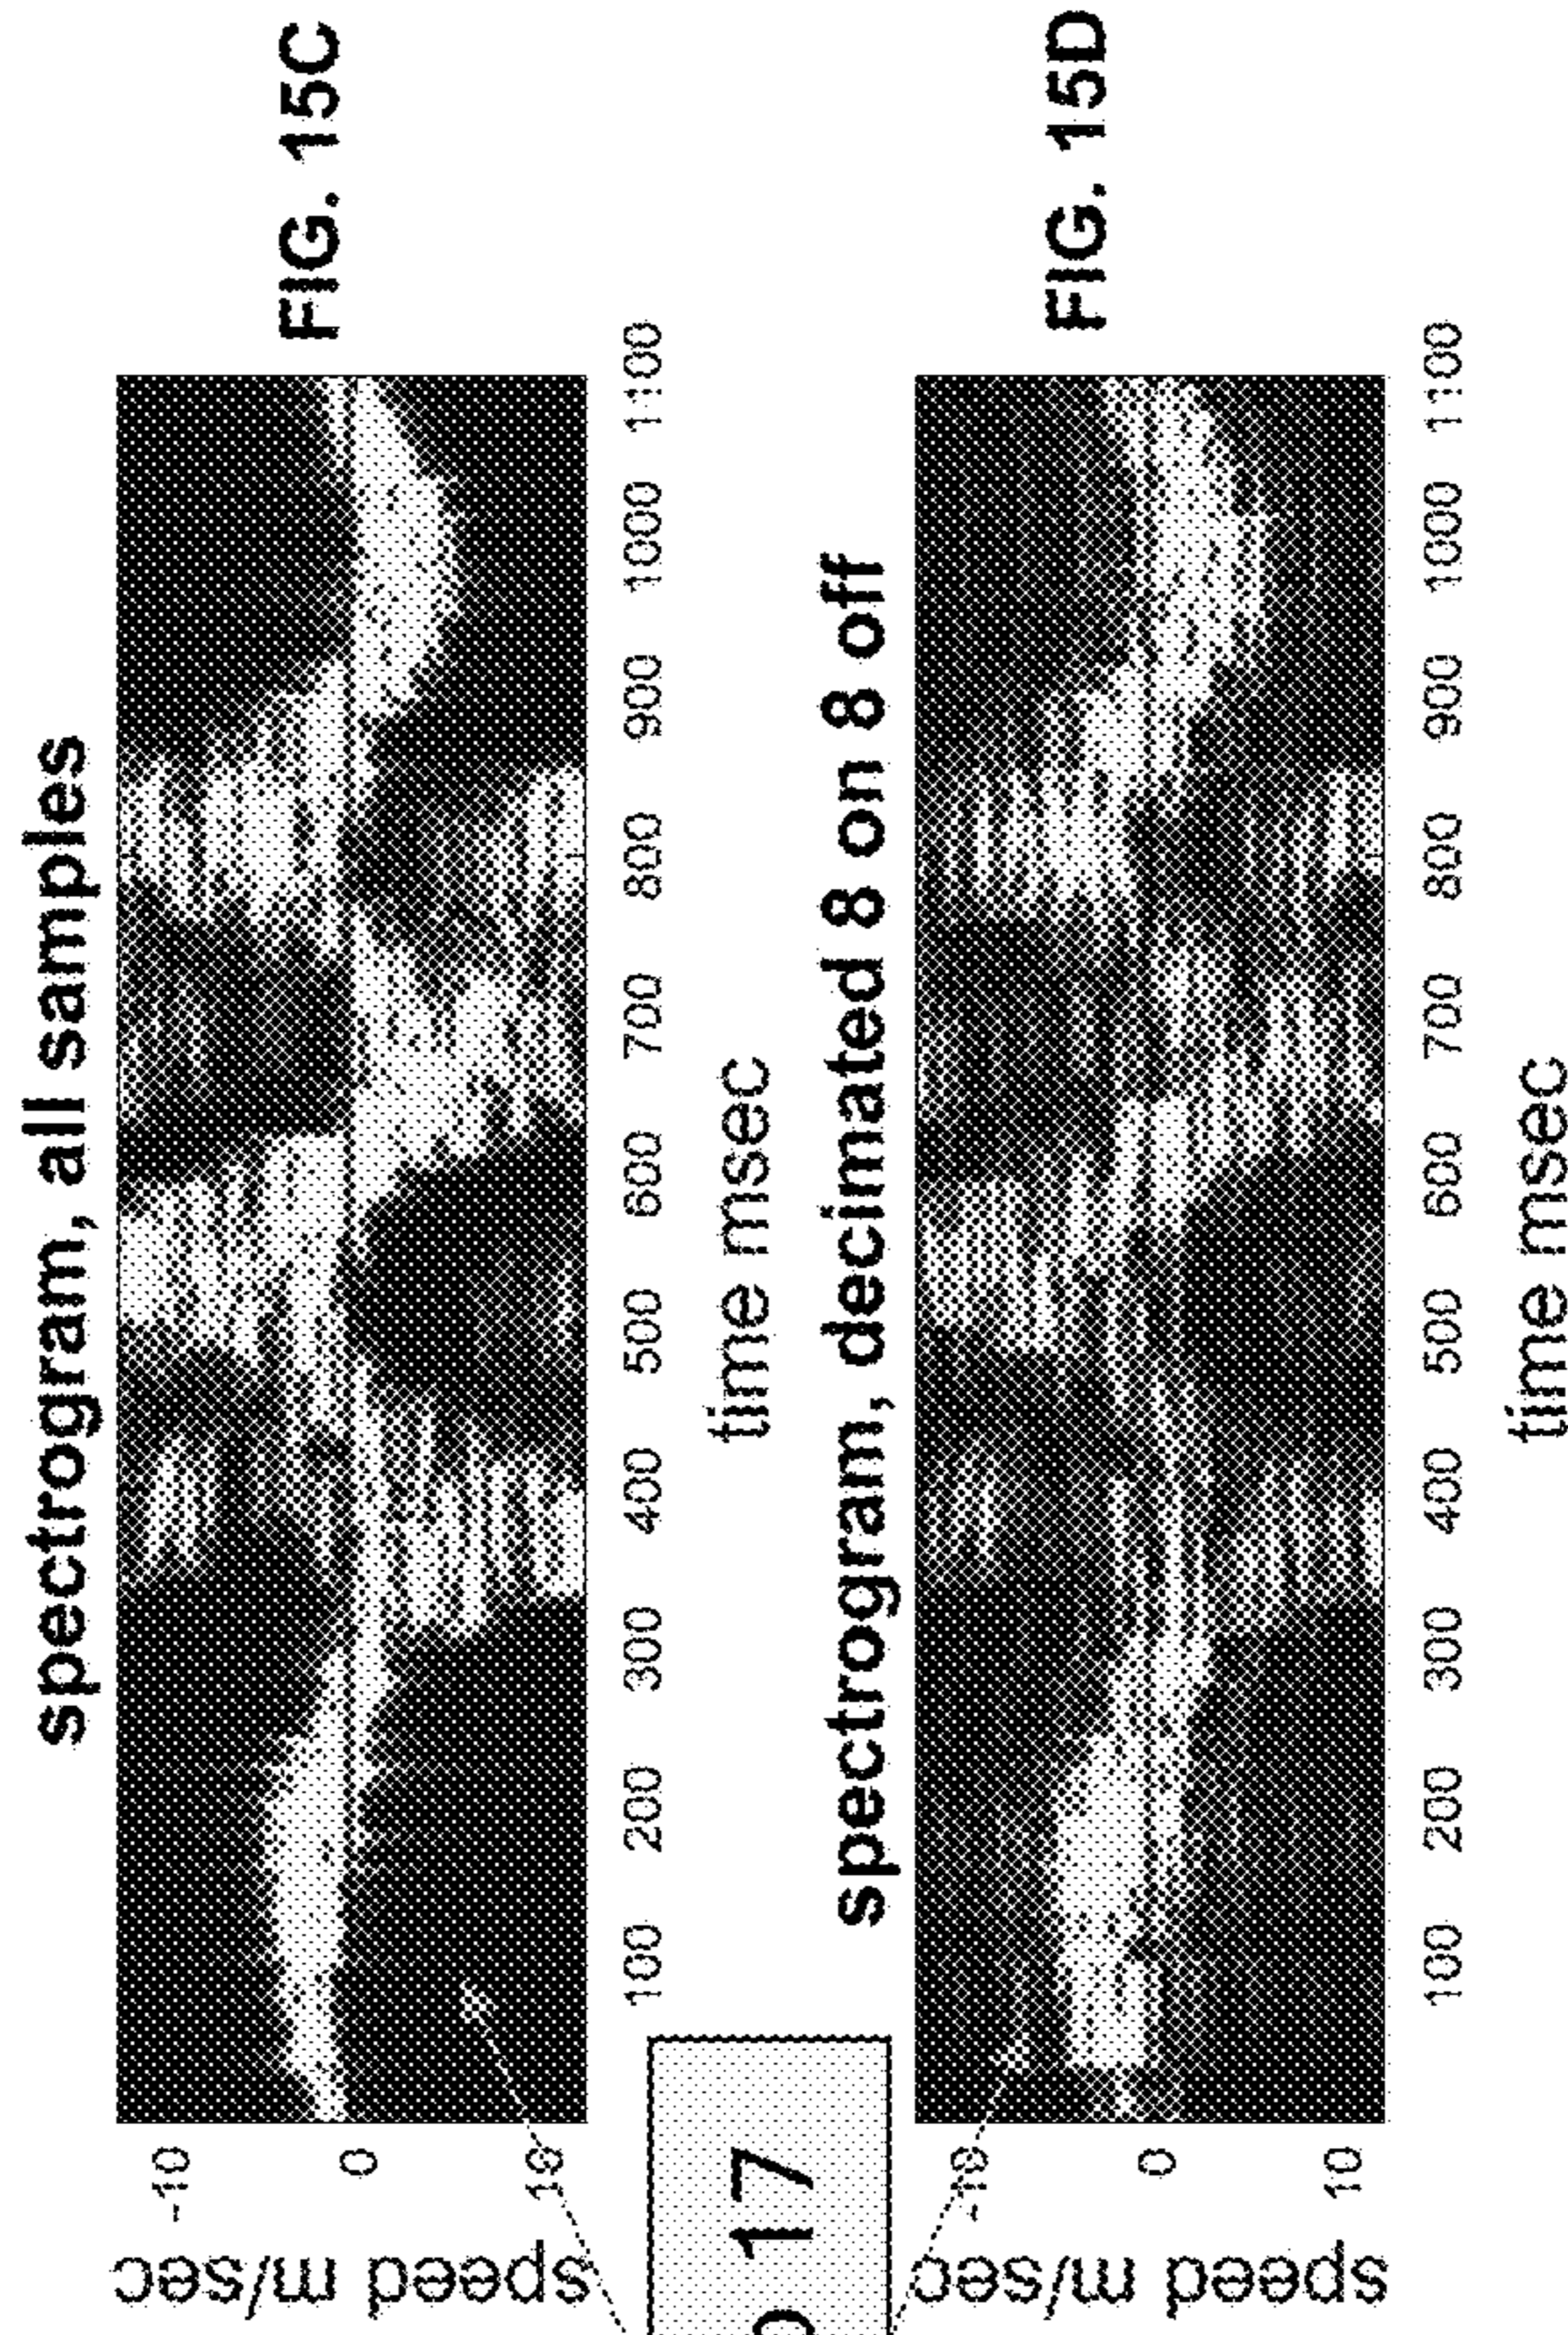 spectrogram, all samples
FIG. 15C
speed m/sec
-10
0
10
100 200 300 400 500 600 700 800 900 1000 1100
time msec
17
spectrogram, decimated 8 on 8 off
FIG. 15D
speed m/sec
-10
0
10
100 200 300 400 500 600 700 800 900 1000 1100
time msec